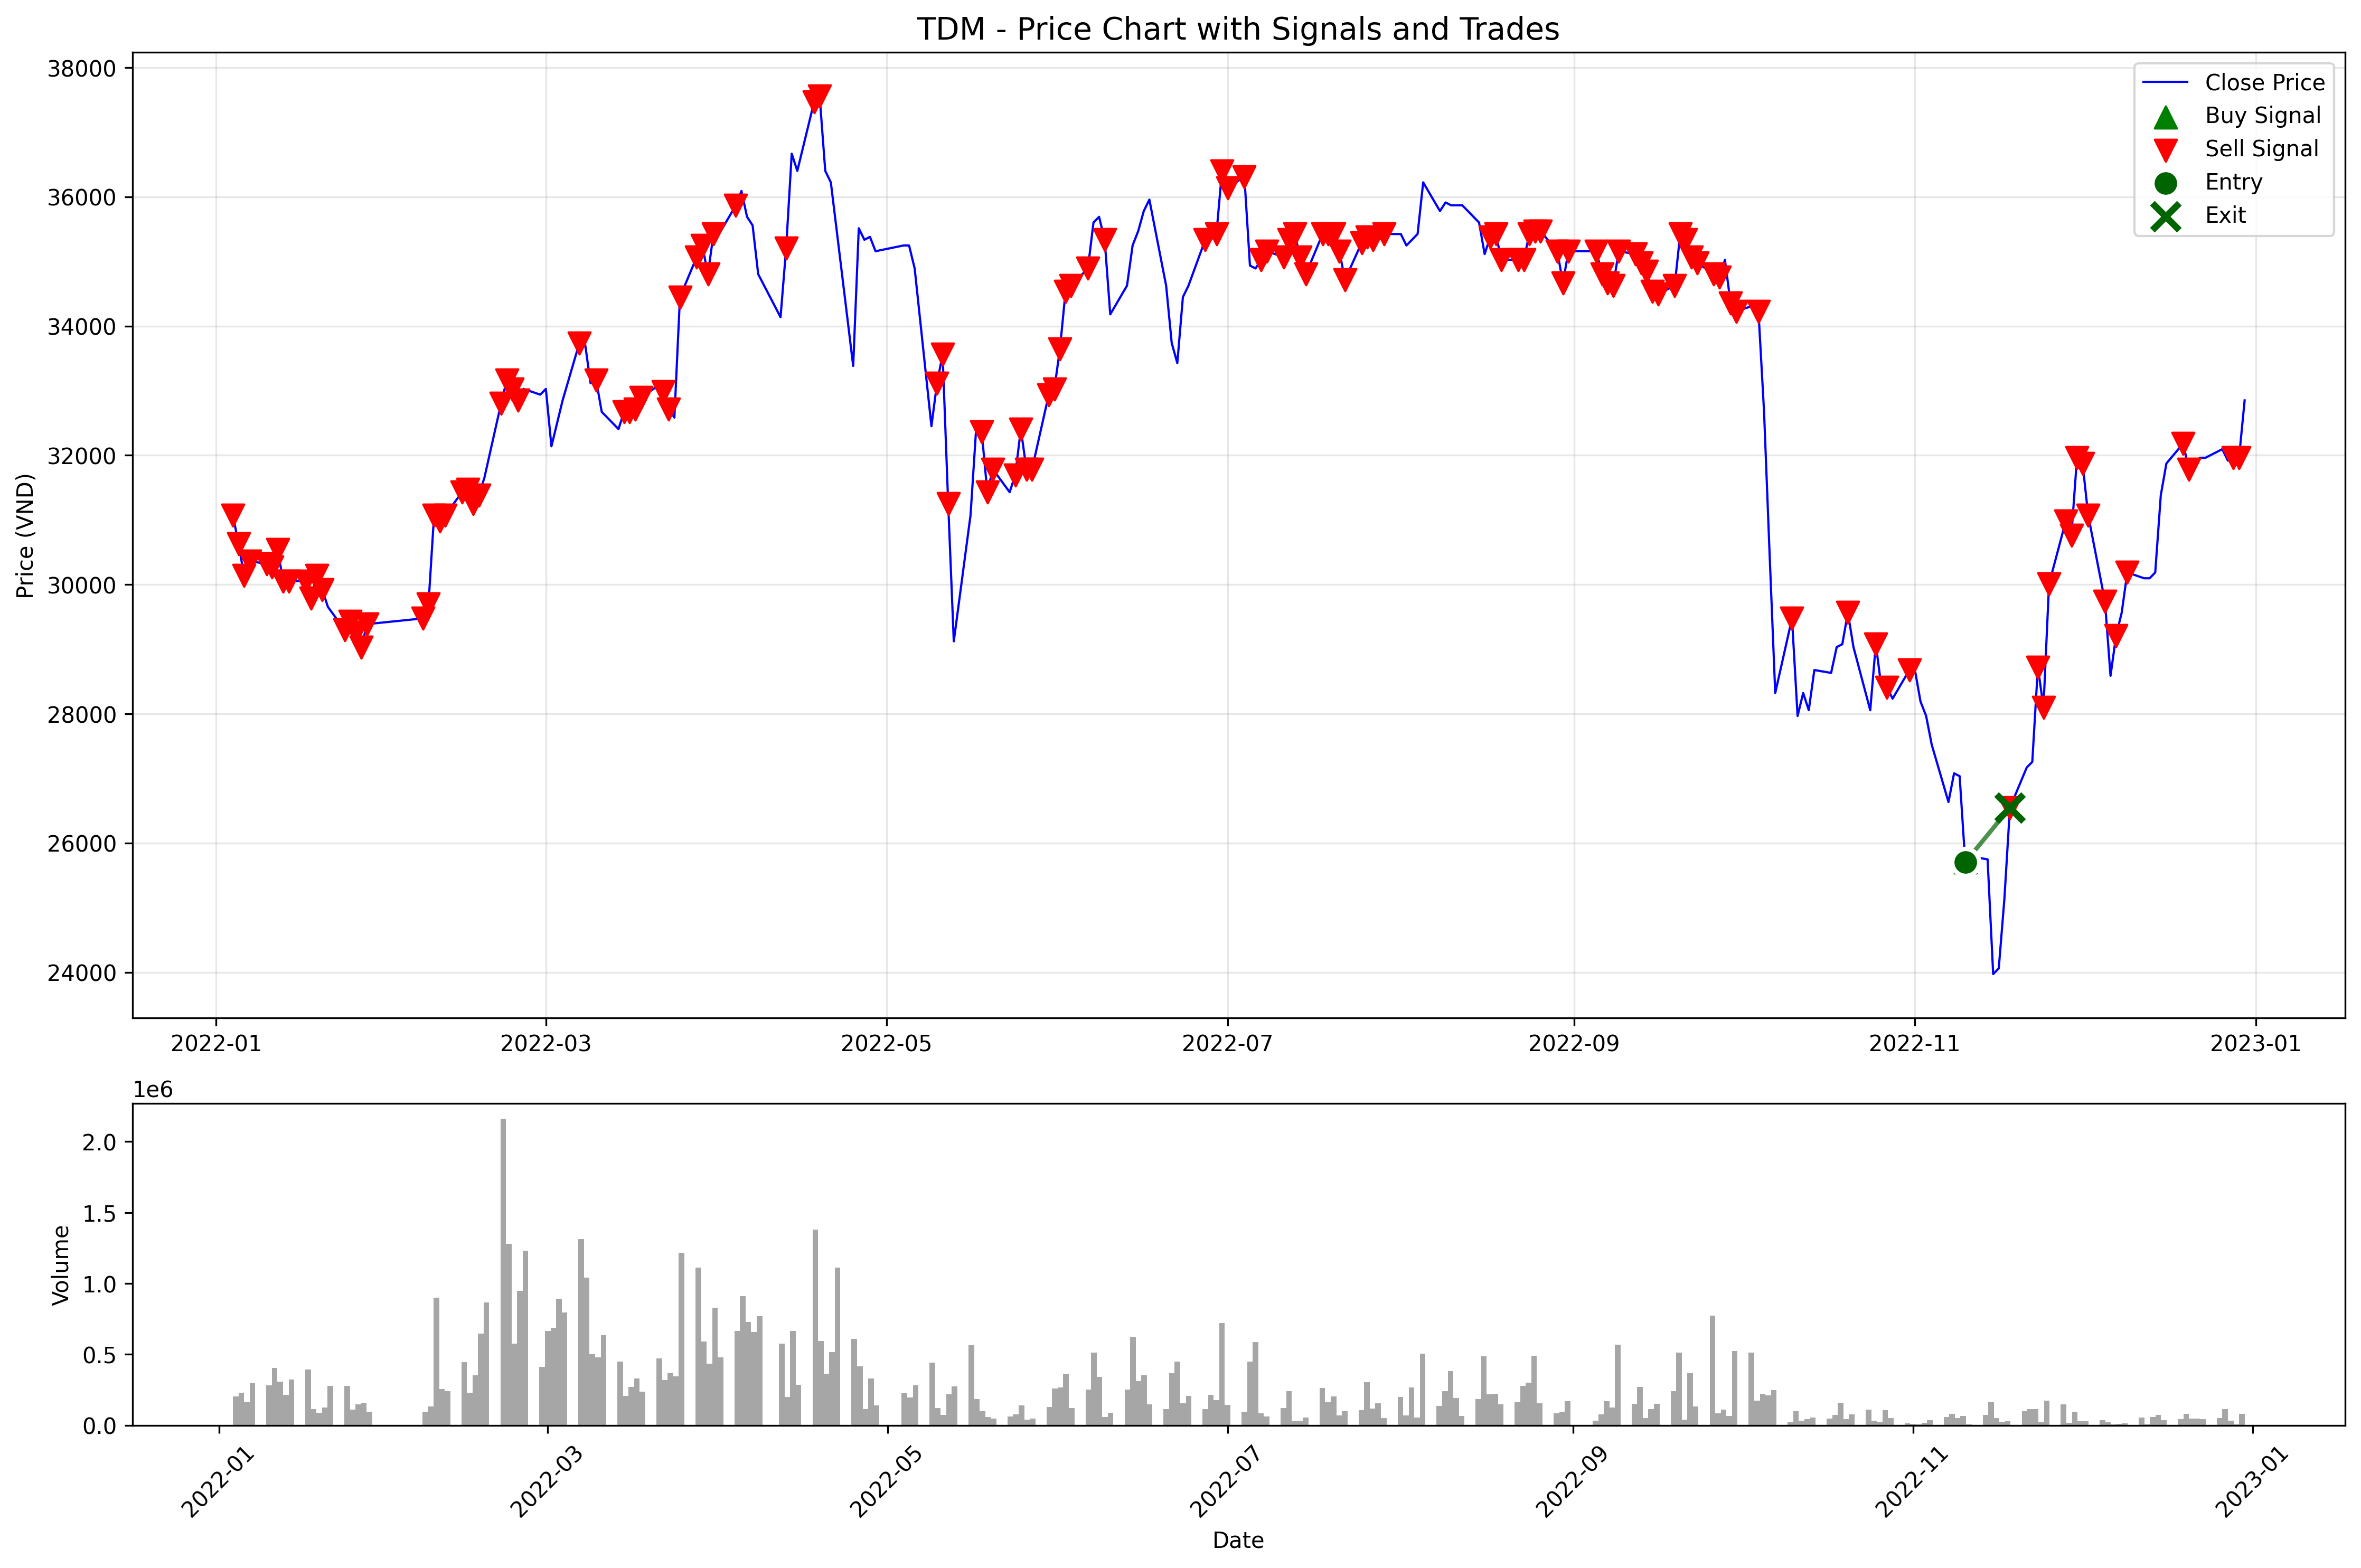 TDM - Price Chart with Signals and Trades
38000
36000
34000
32000
30000
28000
26000
24000
Price (VND)
Close Price
Buy Signal
Sell Signal
Entry
Exit
2022-01
2022-03
2022-05
2022-07
2022-09
2022-11
2023-01
1e6
2.0
1.5
1.0
0.5
0.0
Volume
2022-01
2022-03
2022-05
2022-07
2022-09
2022-11
2023-01
Date